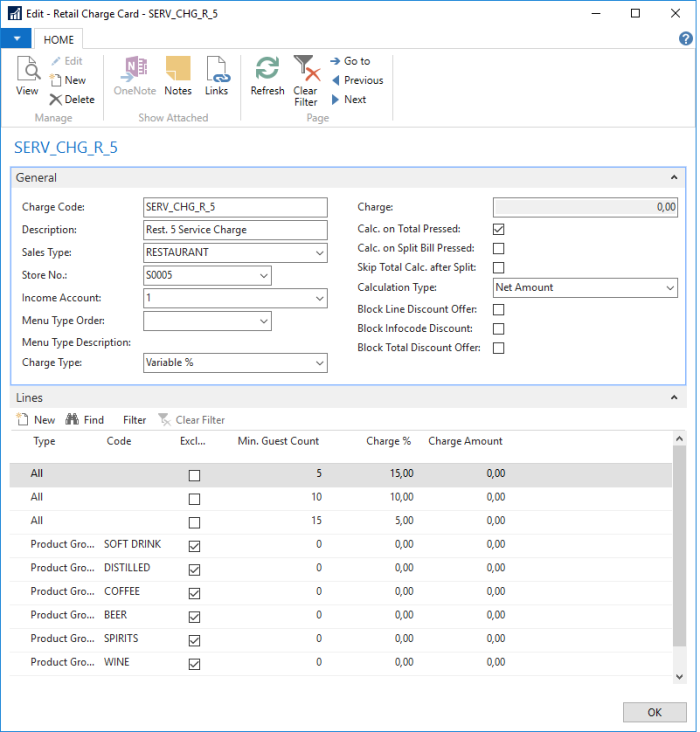 Edit - Retail Charge Card - SERV_CHG_R_5
HOME
View
Edit
New
Delete
Manage
OneNote
Notes
Links
Show Attached
Refresh
Clear Filter
Go to
Previous
Next
Page
SERV_CHG_R_5
General
Charge Code: SERV_CHG_R_5
Description: Rest. 5 Service Charge
Sales Type: RESTAURANT
Store No.: S0005
Income Account: 1
Menu Type Order:
Menu Type Description:
Charge Type: Variable %
Charge: 0,00
Calc. on Total Pressed:
Calc. on Split Bill Pressed:
Skip Total Calc. after Split:
Calculation Type: Net Amount
Block Line Discount Offer:
Block Infocode Discount:
Block Total Discount Offer:
Lines
New Find Filter Clear Filter
Type Code Excl... Min. Guest Count Charge % Charge Amount
All 5 15,00 0,00
All 10 10,00 0,00
All 15 5,00 0,00
Product Gro... SOFT DRINK 0 0,00 0,00
Product Gro... DISTILLED 0 0,00 0,00
Product Gro... COFFEE 0 0,00 0,00
Product Gro... BEER 0 0,00 0,00
Product Gro... SPIRITS 0 0,00 0,00
Product Gro... WINE 0 0,00 0,00
OK